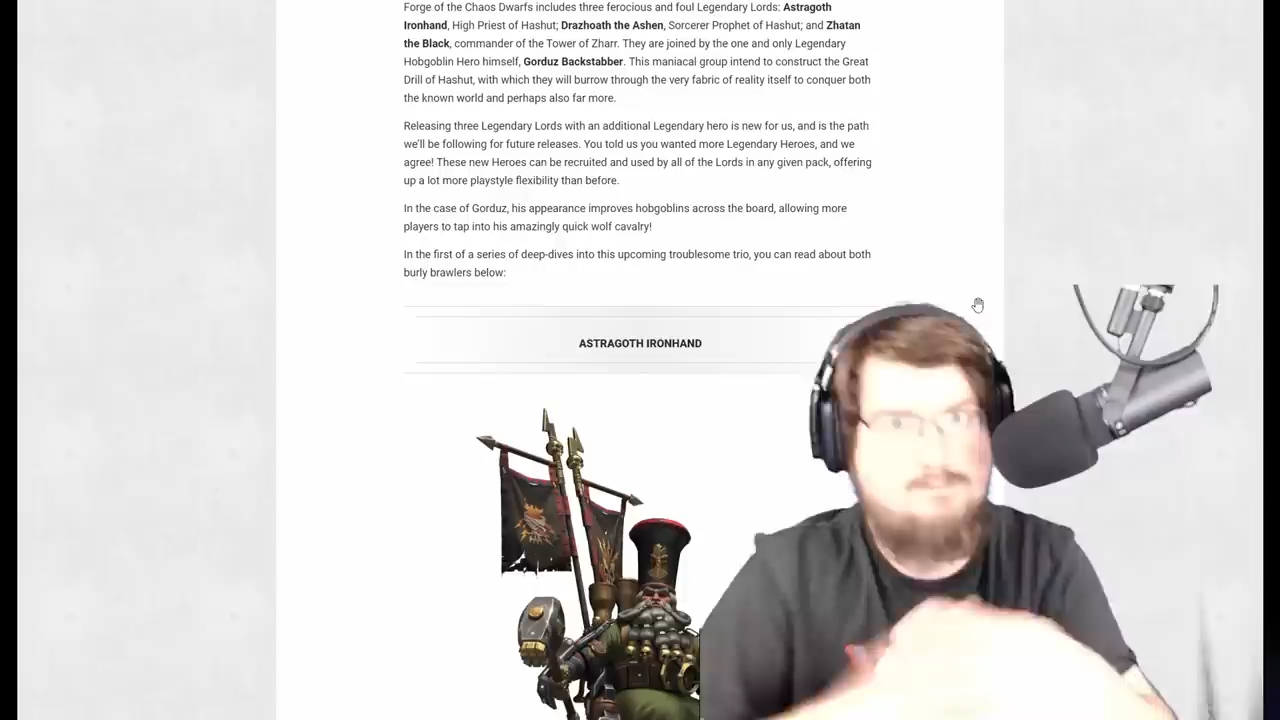 Forge of the Chaos Dwarfs includes three ferocious and foul Legendary Lords: Astragoth
Ironhand, High Priest of Hashut; Drazhoath the Ashen, Sorcerer Prophet of Hashut; and Zhatan
the Black, commander of the Tower of Zharr. They are joined by the one and only Legendary
Hobgoblin Hero himself, Gorduz Backstabber. This maniacal group intend to construct the Great
Drill of Hashut, with which they will burrow through the very fabric of reality itself to conquer both
the known world and perhaps also far more.
Releasing three Legendary Lords with an additional Legendary hero is new for us, and is the path
we'll be following for future releases. You told us you wanted more Legendary Heroes, and we
agree! These new Heroes can be recruited and used by all of the Lords in any given pack, offering
up a lot more playstyle flexibility than before.
In the case of Gorduz, his appearance improves hobgoblins across the board, allowing more
players to tap into his amazingly quick wolf cavalry!
In the first of a series of deep-dives into this upcoming troublesome trio, you can read about both
burly brawlers below:
ASTRAGOTH IRONHAND